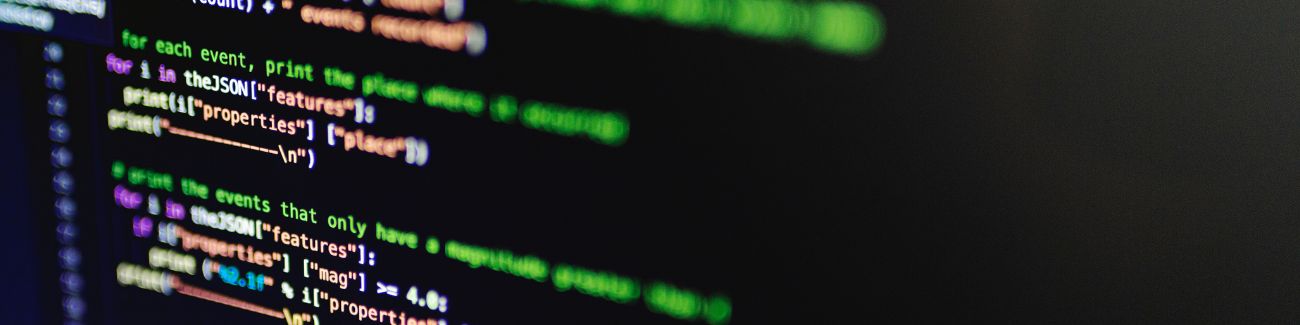 count) + " events recorded"
for each event, print the place where it occurred
for i in theJSON["features"]:
print(i["properties"] ["place"])
print("--------------\n")
# print the events that only have a magnitude greater than
for i in theJSON["features"]:
if i["properties"] ["mag"] >= 4.0:
print ("%2.1f" % i["properties"]
print("--------------\n")